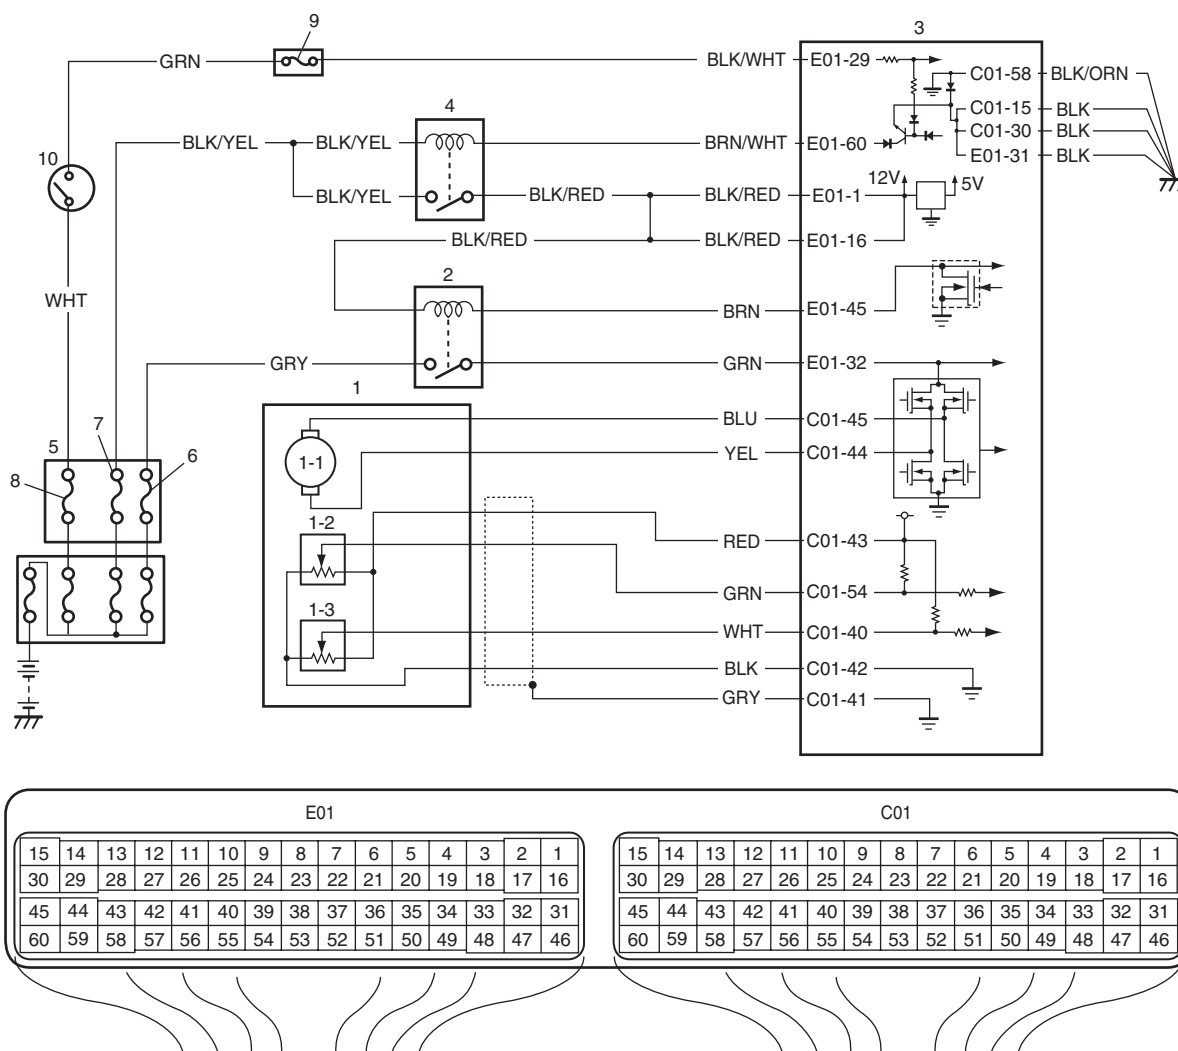 9
3
GRN
BLK/WHT
E01-29
C01-58
BLK/ORN
4
C01-15
BLK
C01-30
BLK
BLK/YEL
BLK/YEL
BRN/WHT
E01-60
E01-31
BLK
10
12V
5V
BLK/YEL
BLK/RED
BLK/RED
E01-1
BLK/RED
BLK/RED
E01-16
2
WHT
BRN
E01-45
GRY
GRN
E01-32
1
BLU
C01-45
7
5
6
1-1
YEL
C01-44
8
1-2
RED
C01-43
GRN
C01-54
1-3
WHT
C01-40
BLK
C01-42
GRY
C01-41
E01
C01
15 14 13 12 11 10 9 8 7 6 5 4 3 2 1
30 29 28 27 26 25 24 23 22 21 20 19 18 17 16
45 44 43 42 41 40 39 38 37 36 35 34 33 32 31
60 59 58 57 56 55 54 53 52 51 50 49 48 47 46
15 14 13 12 11 10 9 8 7 6 5 4 3 2 1
30 29 28 27 26 25 24 23 22 21 20 19 18 17 16
45 44 43 42 41 40 39 38 37 36 35 34 33 32 31
60 59 58 57 56 55 54 53 52 51 50 49 48 47 46